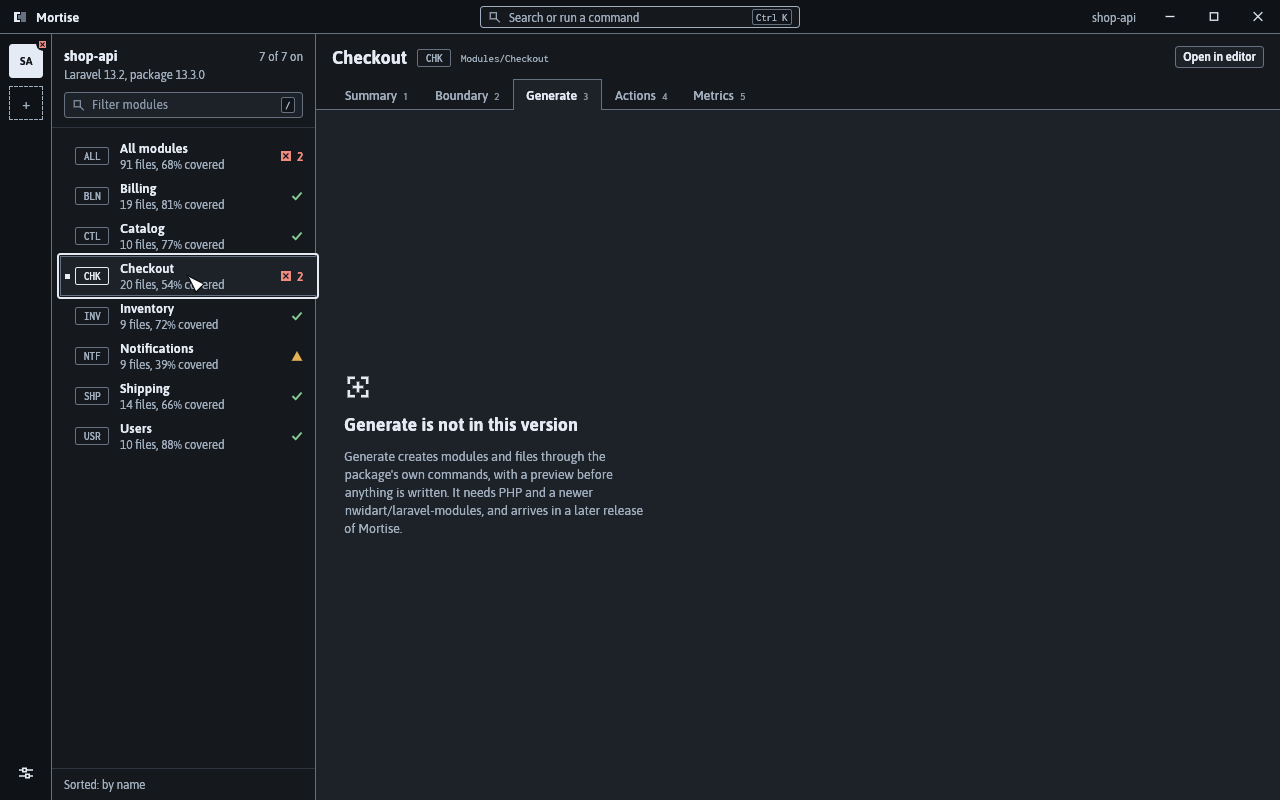 Mortise
Search or run a command
Ctrl K
shop-api
SA
+
shop-api
7 of 7 on
Laravel 13.2, package 13.3.0
Filter modules
/
ALL
All modules
91 files, 68% covered
2
BLN
Billing
19 files, 81% covered
CTL
Catalog
10 files, 77% covered
CHK
Checkout
20 files, 54% covered
2
INV
Inventory
9 files, 72% covered
NTF
Notifications
9 files, 39% covered
SHP
Shipping
14 files, 66% covered
USR
Users
10 files, 88% covered
Sorted: by name
Checkout
CHK
Modules/Checkout
Open in editor
Summary 1
Boundary 2
Generate 3
Actions 4
Metrics 5
Generate is not in this version
Generate creates modules and files through the
package's own commands, with a preview before
anything is written. It needs PHP and a newer
nwidart/laravel-modules, and arrives in a later release
of Mortise.